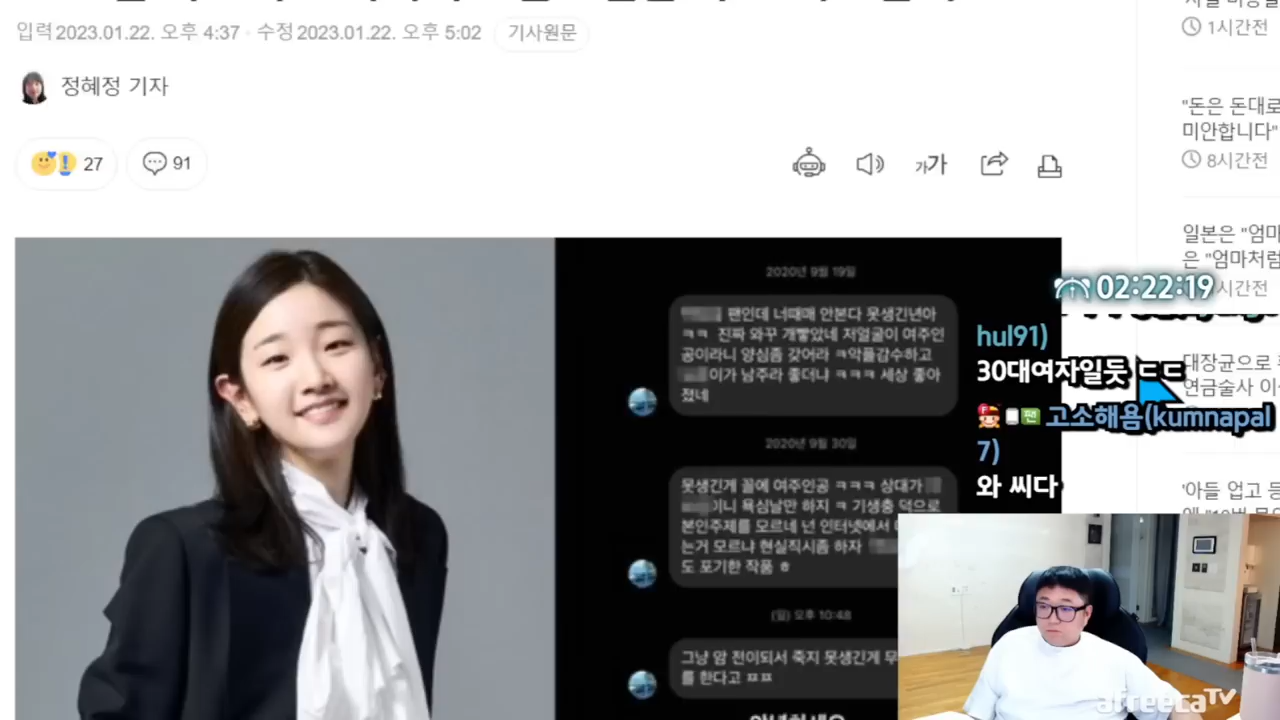 입력 2023.01.22. 오후 4:37 · 수정 2023.01.22. 오후 5:02 기사원문
정혜정 기자
27 91
가가
2020년 9월 19일
팬인데 너때매 안본다 못생긴년아
ㅋㅋ 진짜 와꾸 개빻았네 저얼굴이 여주인
공이라니 양심좀 갖어라 ㅋ악플감수하고
이가 남주라 좋더냐 ㅋㅋㅋ 세상 좋아
졌네
2020년 9월 30일
못생긴게 꼴에 여주인공 ㅋㅋㅋ 상대가
이니 욕심날만 하지 ㅋ 기생충 덕으로
본인주제를 모르네 넌 인터넷에서
는거 모르냐 현실직시좀 하자
도 포기한 작품 ㅎ
(일) 오후 10:48
그냥 암 전이되서 죽지 못생긴게 무
를 한다고 ㅉㅉ
1시간전
"돈은 돈대로
미안합니다"
8시간전
일본은 "엄마
은 "엄마처럼
시간전
대장균으로
연금술사 이
'아들 업고 등
02:22:19
hul91)
30대여자일듯 ㄷㄷ
팬 고소해욤(kumnapal
7)
와 씨다
afreecaTV